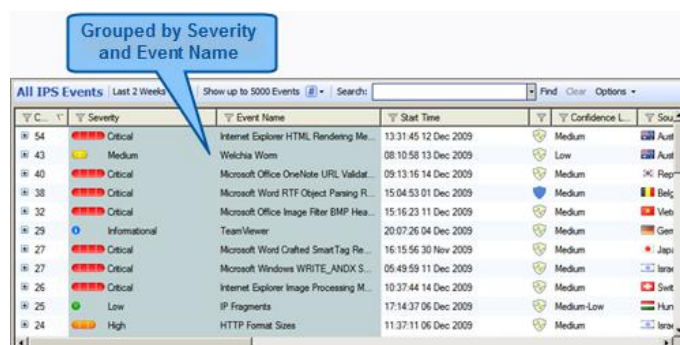 Grouped by Severity
and Event Name
All IPS Events Last 2 Weeks Show up to 5000 Events # Search: Find Clear Options
C... Severity Event Name Start Time Confidence L... Sou
54 Critical Internet Explorer HTML Rendering Me... 13:31:45 12 Dec 2009 Medium Aust
43 Medium Welchia Worm 08:10:58 13 Dec 2009 Low Aust
40 Critical Microsoft Office OneNote URL Validat... 09:13:16 14 Dec 2009 Medium Rep
38 Critical Microsoft Word RTF Object Parsing R... 15:04:53 01 Dec 2009 Medium Belg
32 Critical Microsoft Office Image Filter BMP Hea... 15:16:23 11 Dec 2009 Medium Viet
29 Informational TeamViewer 20:07:26 04 Dec 2009 Medium Gem
27 Critical Microsoft Word Crafted SmartTag Re... 16:15:56 30 Nov 2009 Medium Japa
27 Critical Microsoft Windows WRITE_ANDX S... 05:49:59 11 Dec 2009 Medium Israe
26 Critical Internet Explorer Image Processing M... 10:37:44 14 Dec 2009 Medium Swit
25 Low IP Fragments 17:14:37 06 Dec 2009 Medium-Low Hun
24 High HTTP Format Sizes 11:37:11 06 Dec 2009 Medium Israe